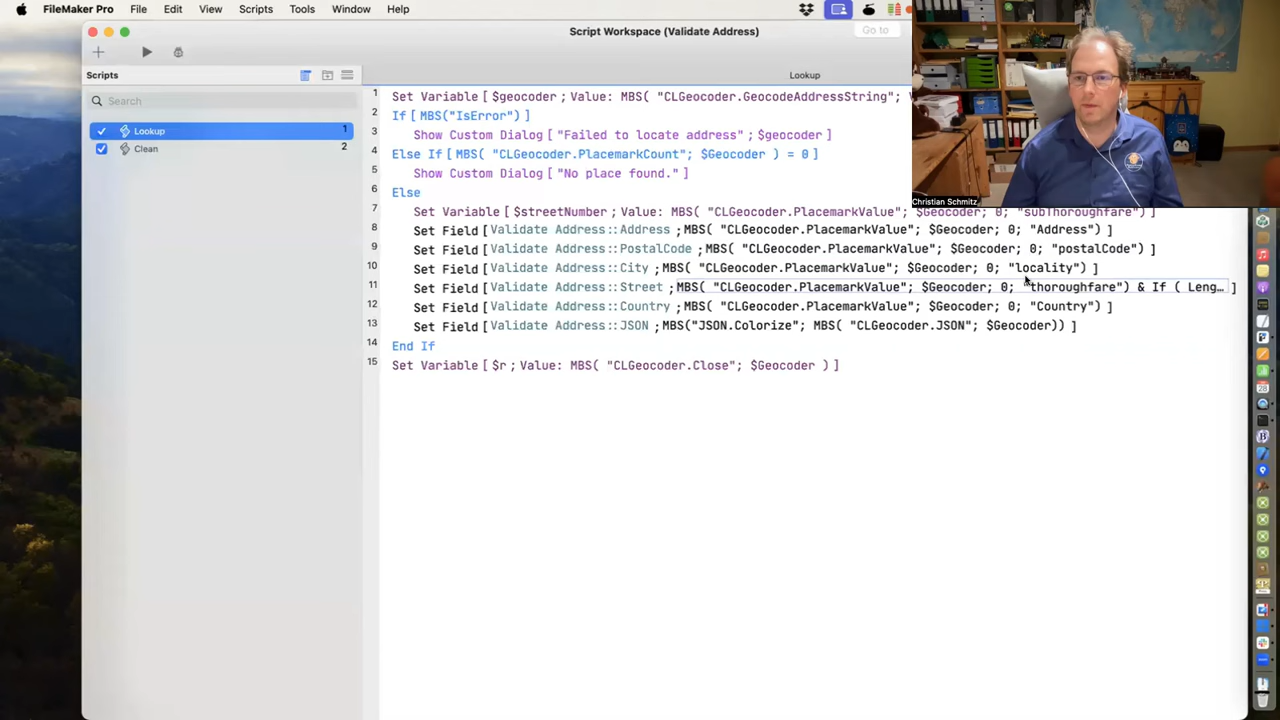 FileMaker Pro File Edit View Scripts Tools Window Help
Script Workspace (Validate Address) Go to
Scripts
Lookup
Search
Lookup 1
Clean 2
1 Set Variable [ $geocoder ; Value: MBS( "CLGeocoder.GeocodeAddressString";
2 If [ MBS("IsError") ]
3 Show Custom Dialog [ "Failed to locate address" ; $geocoder ]
4 Else If [ MBS( "CLGeocoder.PlacemarkCount"; $Geocoder ) = 0 ]
5 Show Custom Dialog [ "No place found." ]
6 Else
7 Set Variable [ $streetNumber ; Value: MBS( "CLGeocoder.PlacemarkValue"; $Geocoder; 0; "subThoroughfare") ]
8 Set Field [ Validate Address::Address ; MBS( "CLGeocoder.PlacemarkValue"; $Geocoder; 0; "Address") ]
9 Set Field [ Validate Address::PostalCode ; MBS( "CLGeocoder.PlacemarkValue"; $Geocoder; 0; "postalCode") ]
10 Set Field [ Validate Address::City ; MBS( "CLGeocoder.PlacemarkValue"; $Geocoder; 0; "locality") ]
11 Set Field [ Validate Address::Street ; MBS( "CLGeocoder.PlacemarkValue"; $Geocoder; 0; "thoroughfare") & If ( Leng… ]
12 Set Field [ Validate Address::Country ; MBS( "CLGeocoder.PlacemarkValue"; $Geocoder; 0; "Country") ]
13 Set Field [ Validate Address::JSON ; MBS("JSON.Colorize"; MBS( "CLGeocoder.JSON"; $Geocoder)) ]
14 End If
15 Set Variable [ $r ; Value: MBS( "CLGeocoder.Close"; $Geocoder ) ]
Christian Schmitz
28